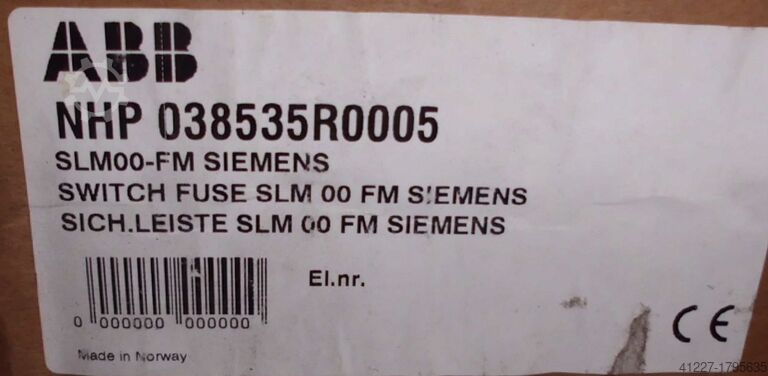 ABB
NHP 038535R0005
SLM00-FM SIEMENS
SWITCH FUSE SLM 00 FM SIEMENS
SICH.LEISTE SLM 00 FM SIEMENS
El.nr.
0 000000 000000
CE
Made in Norway
41227-1795635